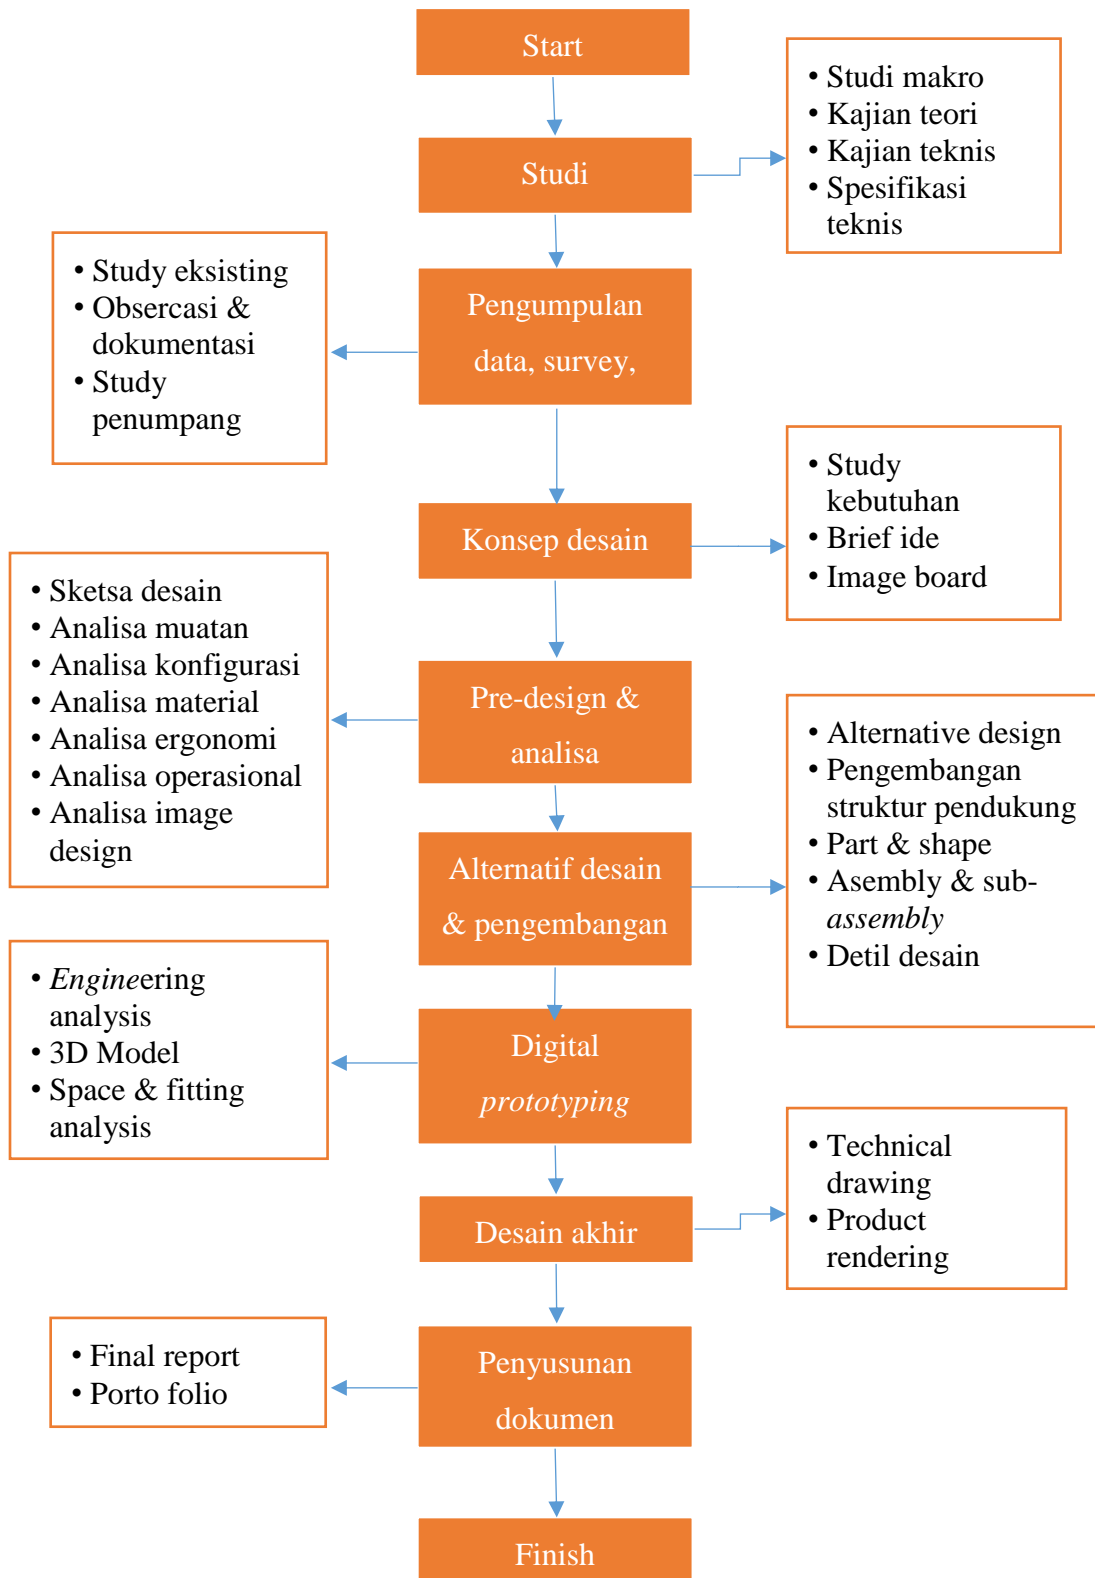 Start
• Studi makro
• Kajian teori
• Kajian teknis
• Spesifikasi
teknis
Studi
• Study eksisting
• Obsercasi &
dokumentasi
• Study
penumpang
Pengumpulan
data, survey,
• Study
kebutuhan
• Brief ide
• Image board
Konsep desain
• Sketsa desain
• Analisa muatan
• Analisa konfigurasi
• Analisa material
• Analisa ergonomi
• Analisa operasional
• Analisa image
design
Pre-design &
analisa
• Alternative design
• Pengembangan
struktur pendukung
• Part & shape
• Asembly & sub-
assembly
• Detil desain
Alternatif desain
& pengembangan
• Engineering
analysis
• 3D Model
• Space & fitting
analysis
Digital
prototyping
• Technical
drawing
• Product
rendering
Desain akhir
• Final report
• Porto folio
Penyusunan
dokumen
Finish